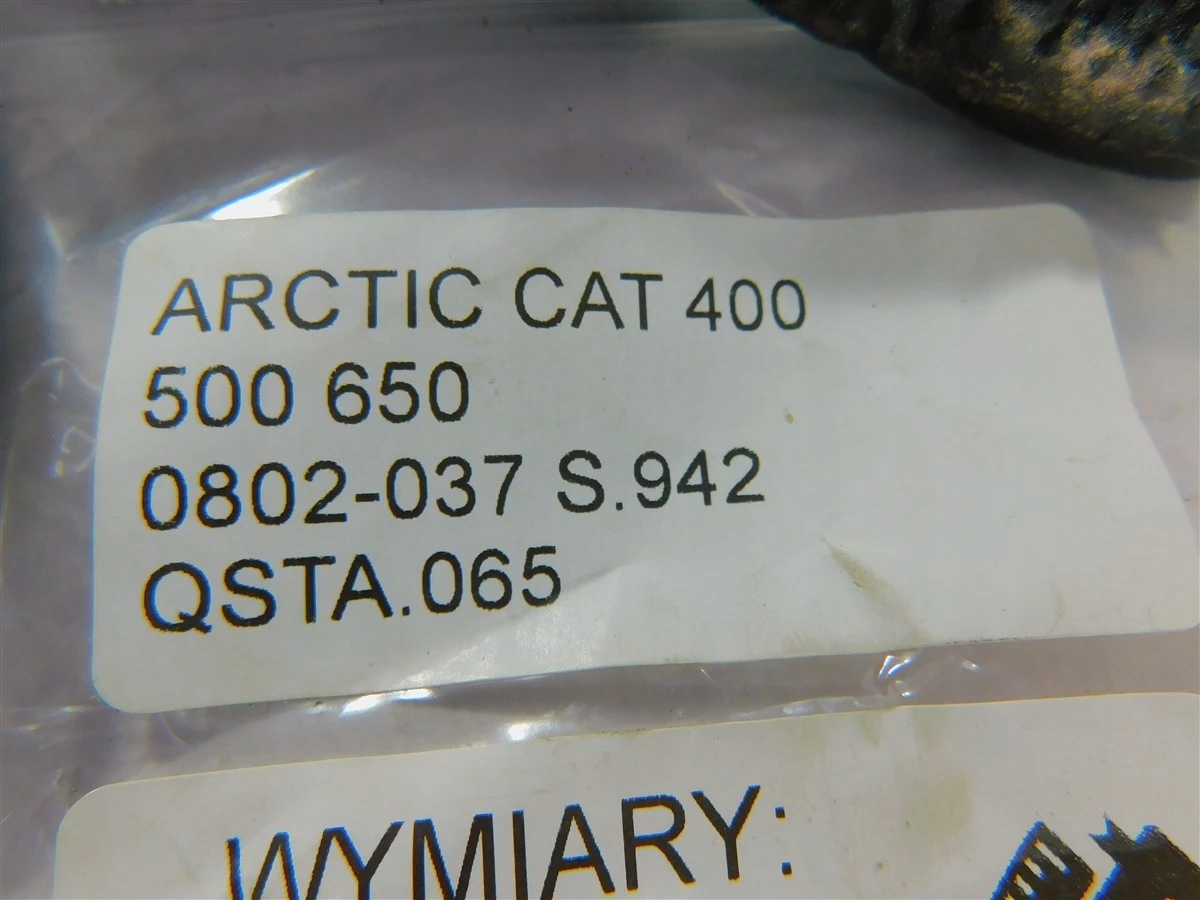 ARCTIC CAT 400
500 650
0802-037 S.942
QSTA.065
WYMIARY: